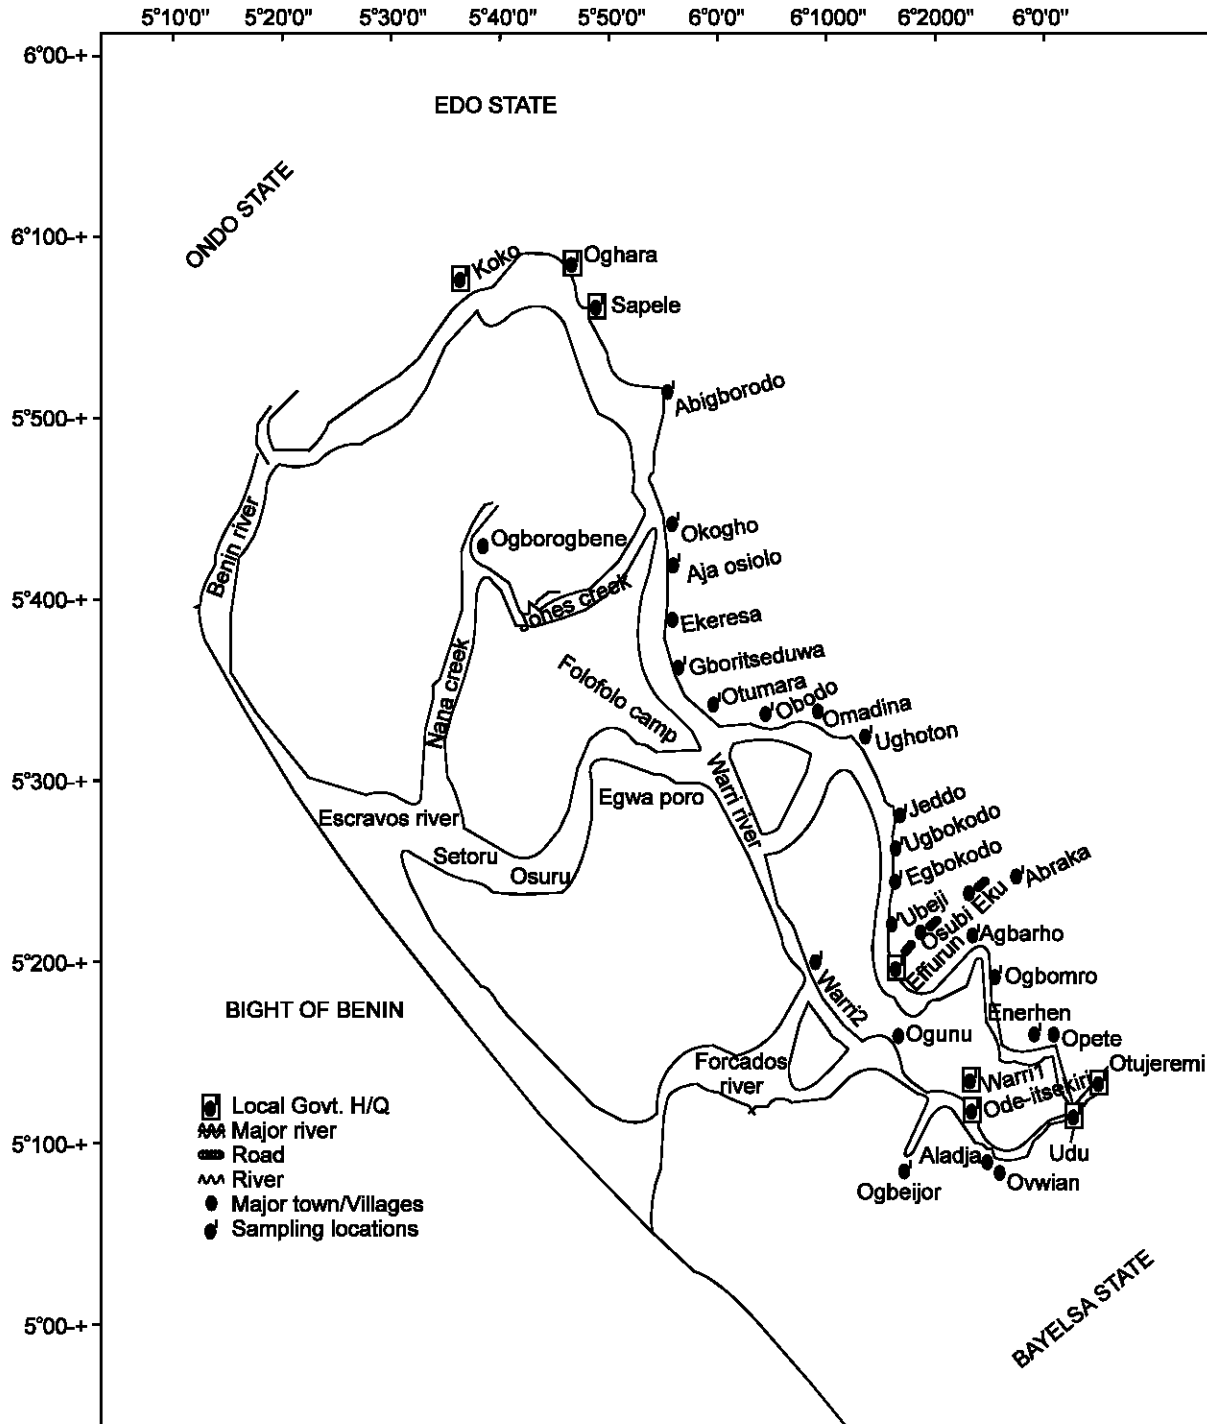 5°10'0" 5°20'0" 5°30'0" 5°40'0" 5°50'0" 6°0'0" 6°10'00" 6°20'00" 6°0'0"
6°00-+
EDO STATE
ONDO STATE
6°100-+
Koko
Oghara
Sapele
Abigborodo
5°500-+
Benin river
Ogborogbene
Okogho
Aja osiolo
5°400-+
Jones creek
Ekeresa
Gboritseduwa
Nana creek
Folofolo camp
Otumara
Obodo
Omadina
Ughoton
5°300-+
Warri river
Egwa poro
Escravos river
Jeddo
Ugbokodo
Setoru
Osuru
Egbokodo
Abraka
Ubeji
Osubi Eku
Effurun
Agbarho
5°200-+
Ogbomro
BIGHT OF BENIN
Warri2
Ogunu
Enerhen
Opete
Forcados
river
Otujeremi
Warri1
Ode-itsekiri
Local Govt. H/Q
Major river
5°100-+
Road
Aladja
Udu
River
Ogbeijor
Ovwian
Major town/Villages
Sampling locations
BAYELSA STATE
5°00-+